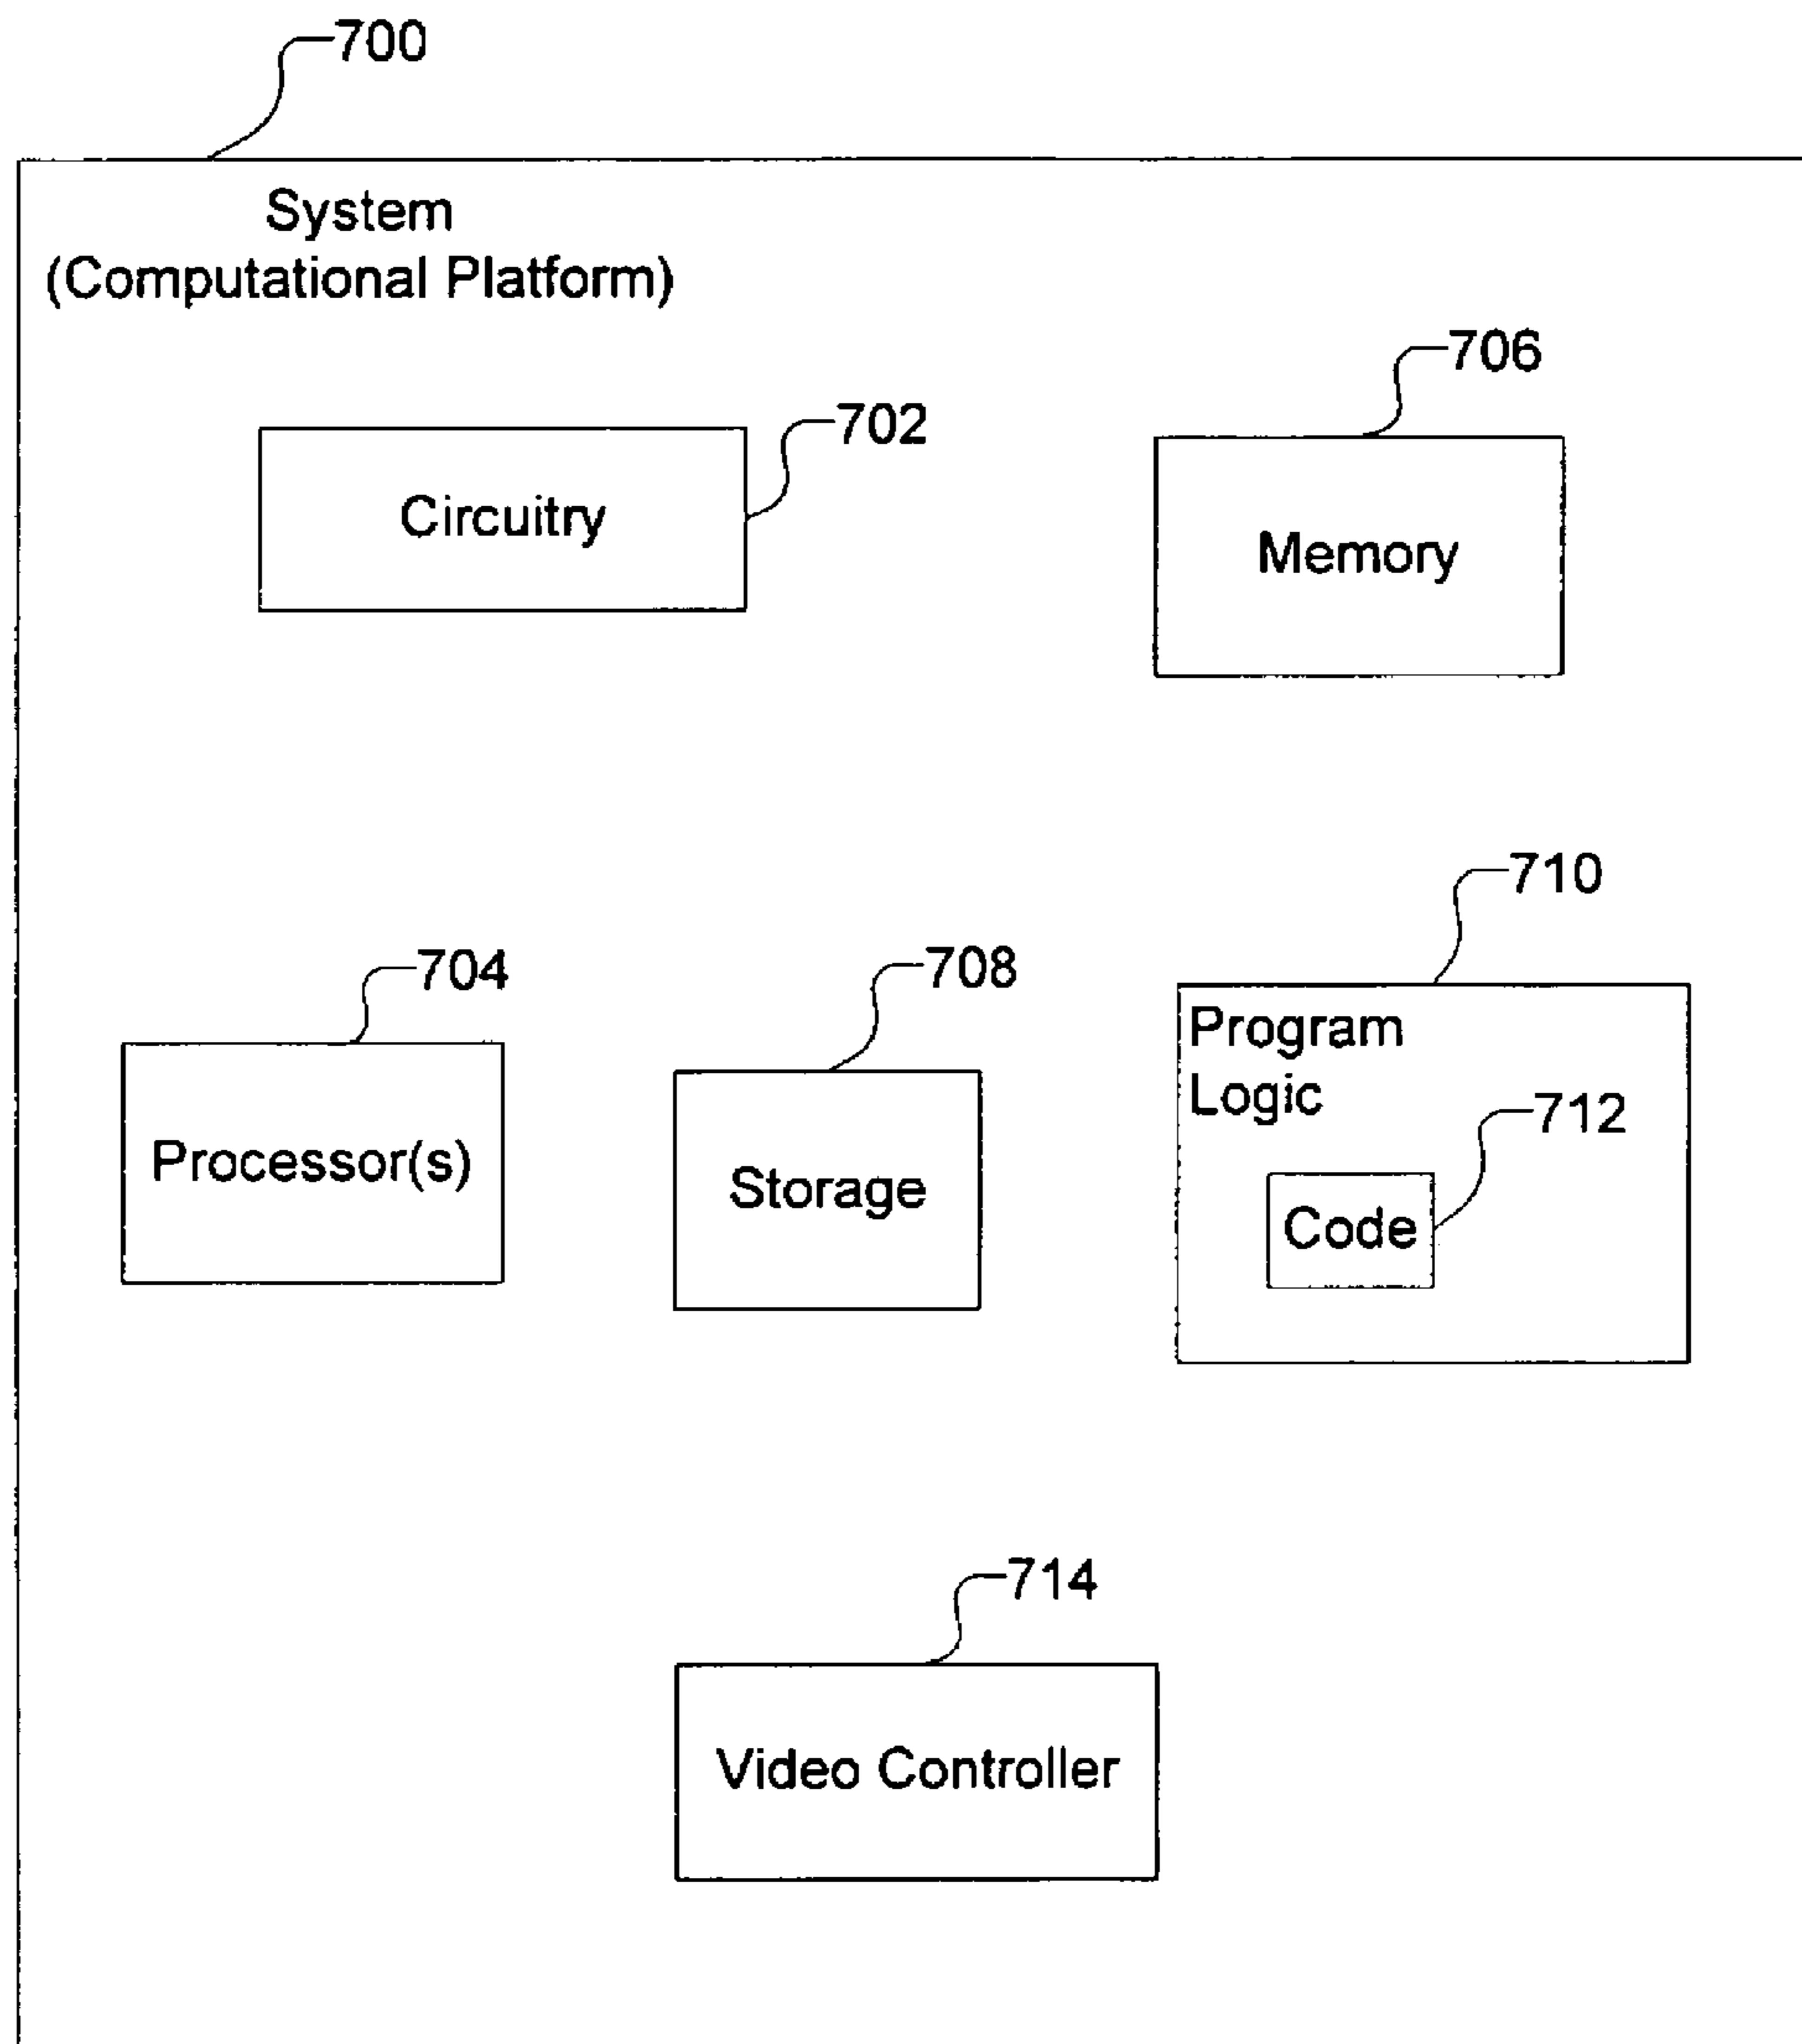 700
System
(Computational Platform)
706
702
Circuitry
Memory
710
704
708
Program
Logic
712
Processor(s)
Storage
Code
714
Video Controller